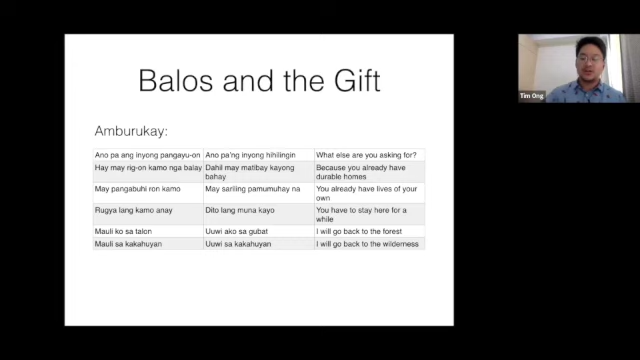 Balos and the Gift
Amburukay:
Ano pa ang inyong pangayu-on Ano pa'ng inyong hihilingin What else are you asking for?
Hay may rig-on kamo nga balay Dahil may matibay kayong bahay Because you already have durable homes
May pangabuhi ron kamo May sariling pamumuhay na You already have lives of your own
Rugya lang kamo anay Dito lang muna kayo You have to stay here for a while
Mauli ko sa talon Uuwi ako sa gubat I will go back to the forest
Mauli sa kakahuyan Uuwi sa kakahuyan I will go back to the wilderness
Tim Ong